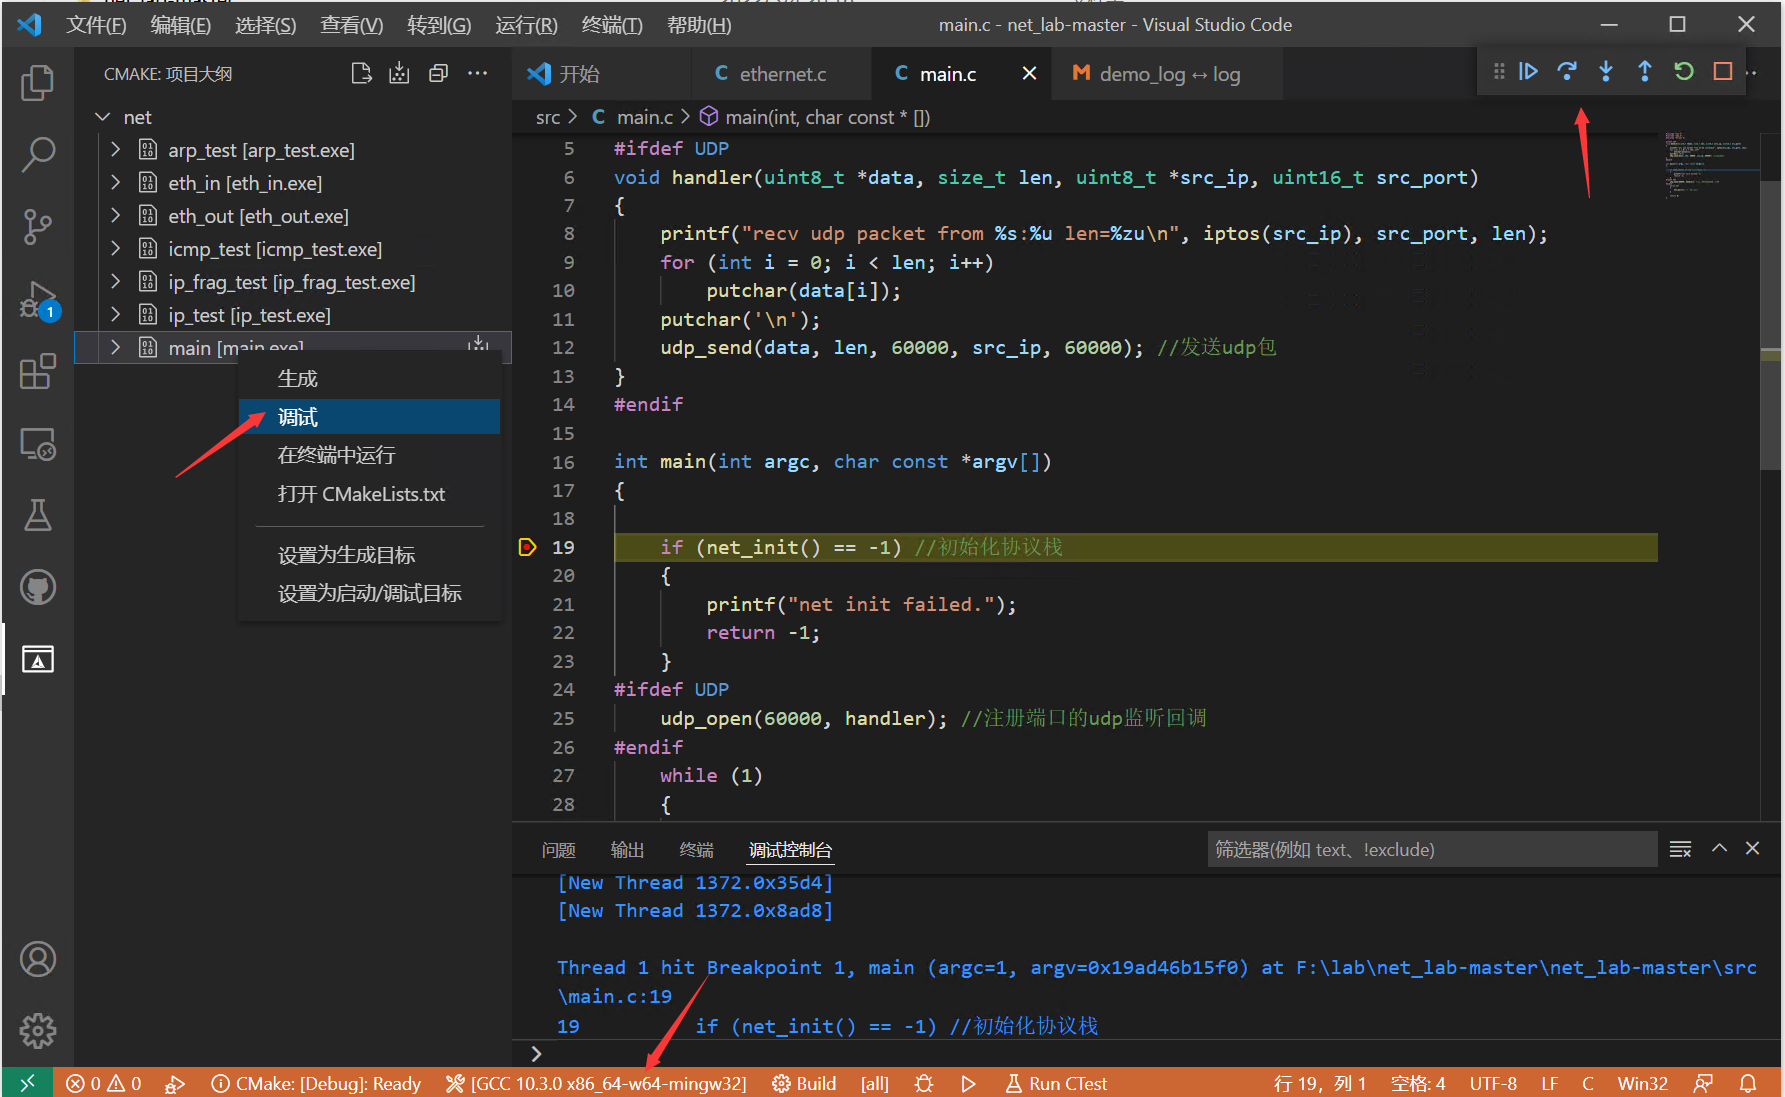 文件(F) 编辑(E) 选择(S) 查看(V) 转到(G) 运行(R) 终端(T) 帮助(H) main.c - net_lab-master - Visual Studio Code
CMAKE: 项目大纲
开始
C ethernet.c
C main.c
demo_log ↔ log
src > C main.c > main(int, char const * [])
net
arp_test [arp_test.exe]
eth_in [eth_in.exe]
eth_out [eth_out.exe]
icmp_test [icmp_test.exe]
ip_frag_test [ip_frag_test.exe]
ip_test [ip_test.exe]
main [main.exe]
1
生成
调试
在终端中运行
打开 CMakeLists.txt
设置为生成目标
设置为启动/调试目标
5 #ifdef UDP
6 void handler(uint8_t *data, size_t len, uint8_t *src_ip, uint16_t src_port)
7 {
8 printf("recv udp packet from %s:%u len=%zu\n", iptos(src_ip), src_port, len);
9 for (int i = 0; i < len; i++)
10 putchar(data[i]);
11 putchar('\n');
12 udp_send(data, len, 60000, src_ip, 60000); //发送udp包
13 }
14 #endif
15
16 int main(int argc, char const *argv[])
17 {
18
19 if (net_init() == -1) //初始化协议栈
20 {
21 printf("net init failed.");
22 return -1;
23 }
24 #ifdef UDP
25 udp_open(60000, handler); //注册端口的udp监听回调
26 #endif
27 while (1)
28 {
问题 输出 终端 调试控制台 筛选器(例如 text、!exclude)
[New Thread 1372.0x35d4]
[New Thread 1372.0x8ad8]
Thread 1 hit Breakpoint 1, main (argc=1, argv=0x19ad46b15f0) at F:\lab\net_lab-master\net_lab-master\src
\main.c:19
19 if (net_init() == -1) //初始化协议栈
>
0 0 CMake: [Debug]: Ready [GCC 10.3.0 x86_64-w64-mingw32] Build [all] Run CTest 行 19，列 1 空格: 4 UTF-8 LF C Win32